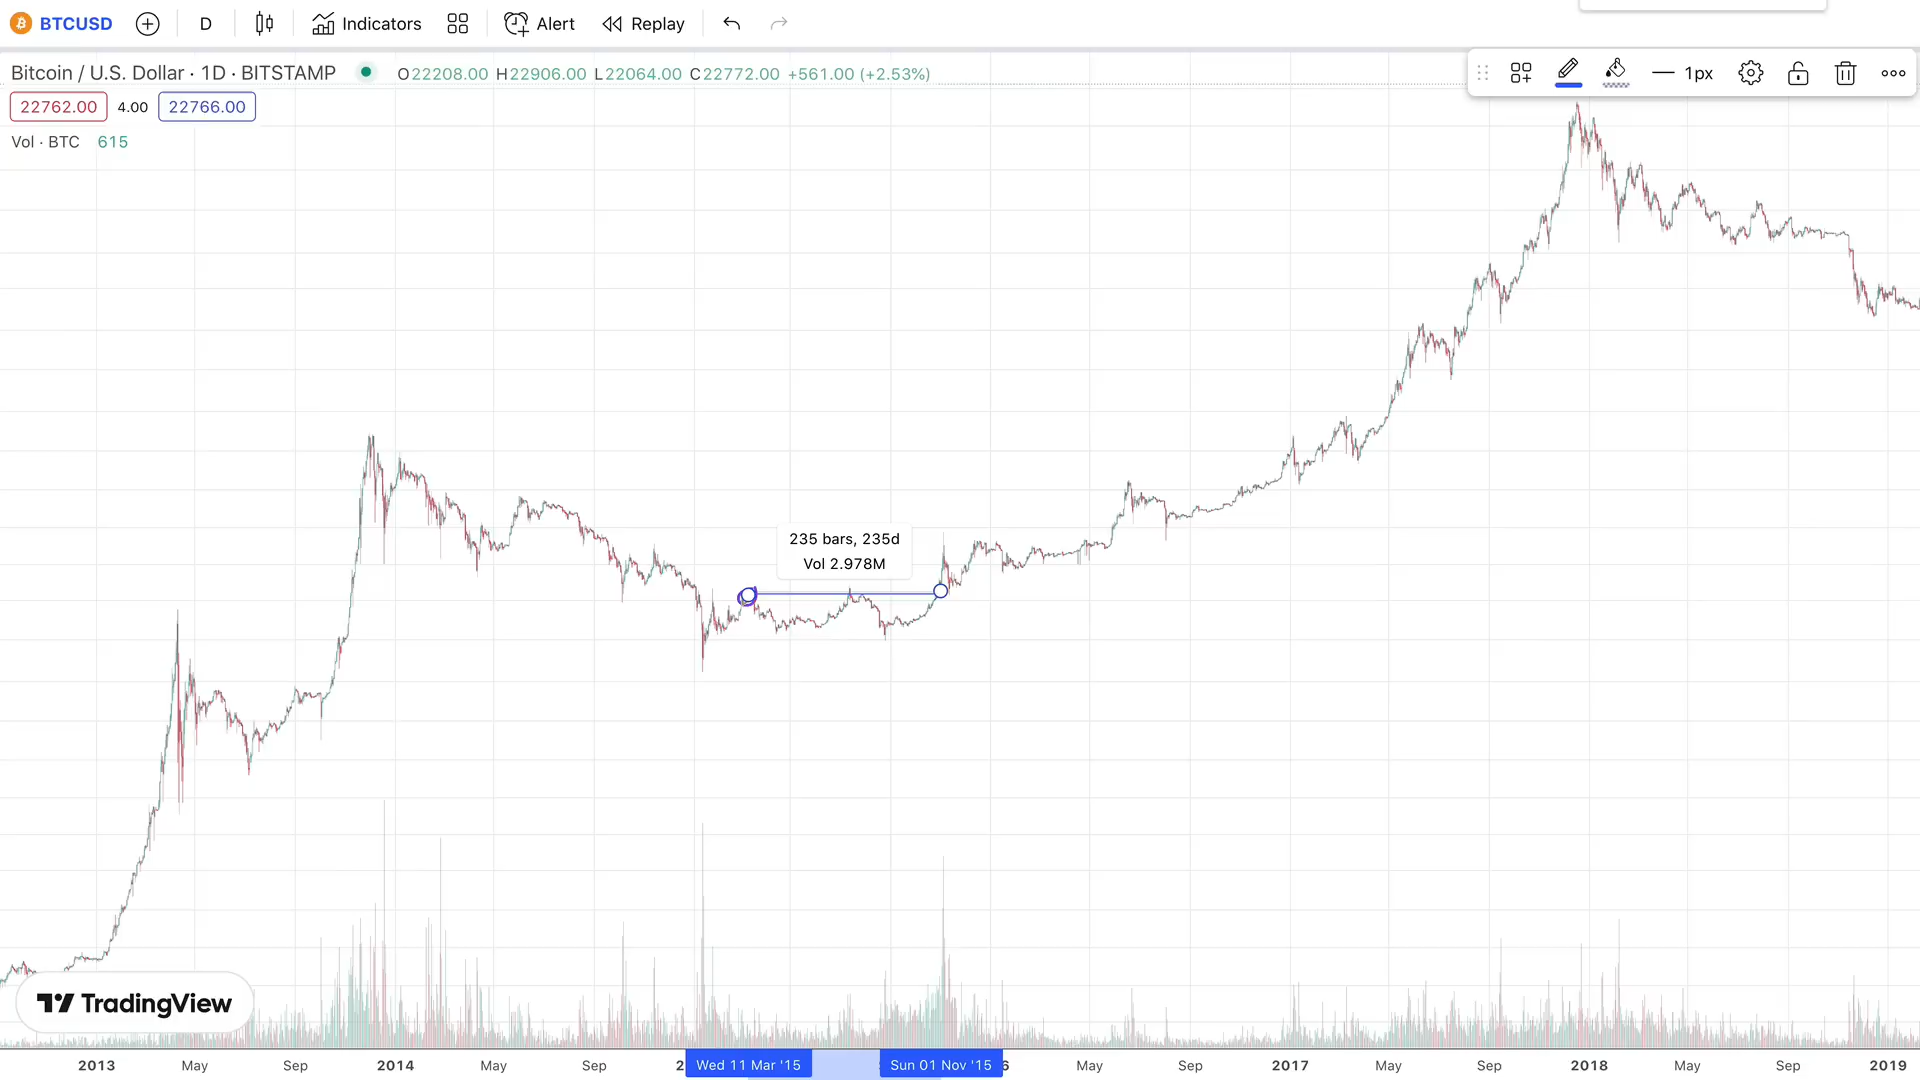 BTCUSD D Indicators Alert Replay
Bitcoin / U.S. Dollar · 1D · BITSTAMP O22208.00 H22906.00 L22064.00 C22772.00 +561.00 (+2.53%)
1px
22762.00 4.00 22766.00
Vol · BTC 615
235 bars, 235d
Vol 2.978M
TradingView
2013 May Sep 2014 May Sep 2 Wed 11 Mar '15 Sun 01 Nov '15 6 May Sep 2017 May Sep 2018 May Sep 2019